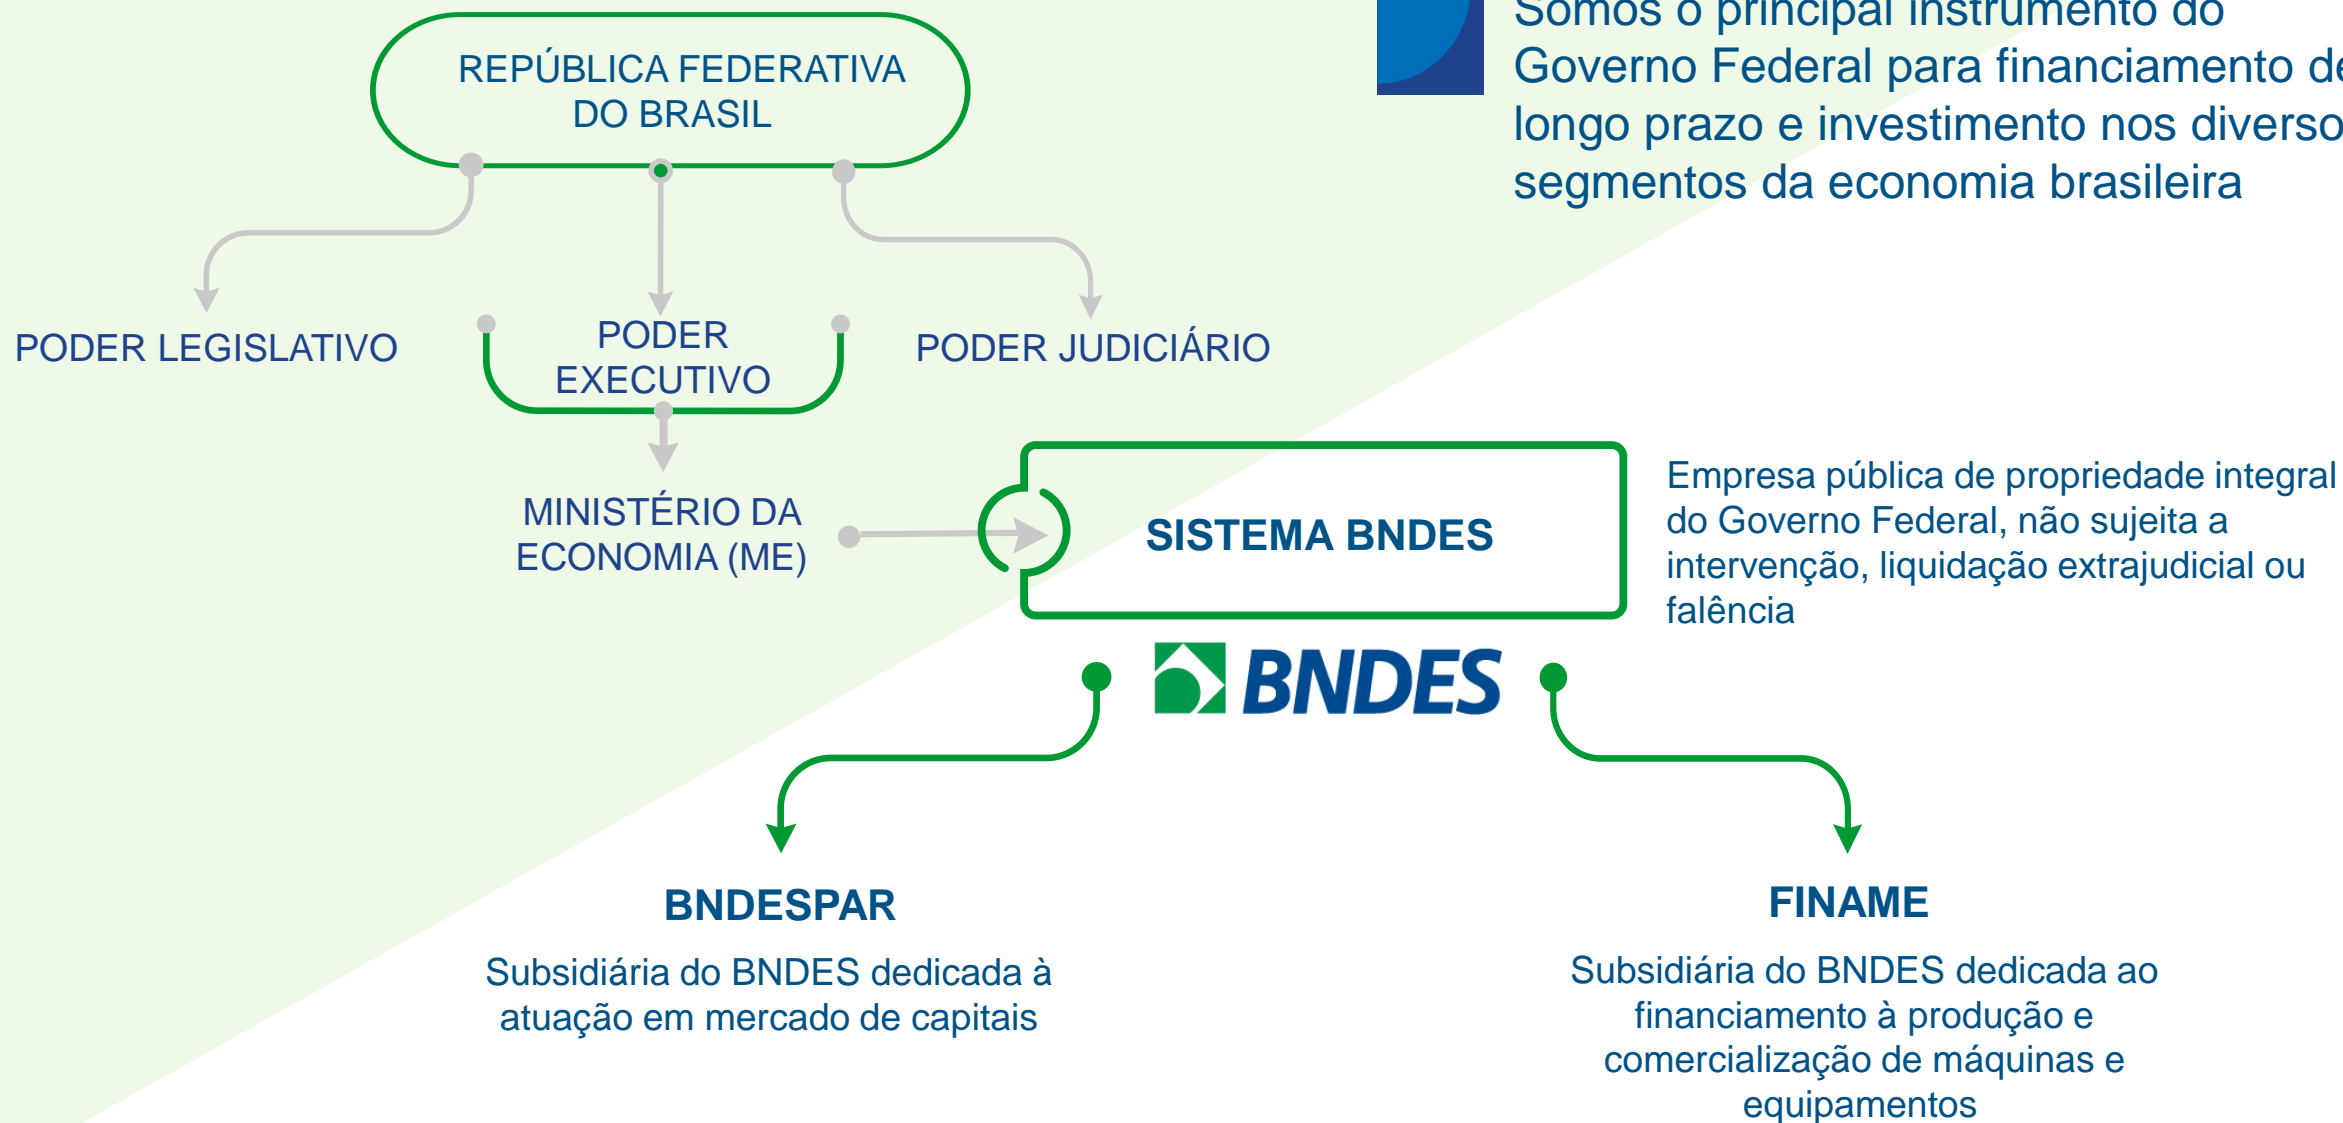 Somos o principal instrumento do
Governo Federal para financiamento de
longo prazo e investimento nos diverso
segmentos da economia brasileira
REPÚBLICA FEDERATIVA
DO BRASIL
PODER LEGISLATIVO
PODER
EXECUTIVO
PODER JUDICIÁRIO
MINISTÉRIO DA
ECONOMIA (ME)
SISTEMA BNDES
Empresa pública de propriedade integral
do Governo Federal, não sujeita a
intervenção, liquidação extrajudicial ou
falência
BNDES
BNDESPAR
Subsidiária do BNDES dedicada à
atuação em mercado de capitais
FINAME
Subsidiária do BNDES dedicada ao
financiamento à produção e
comercialização de máquinas e
equipamentos